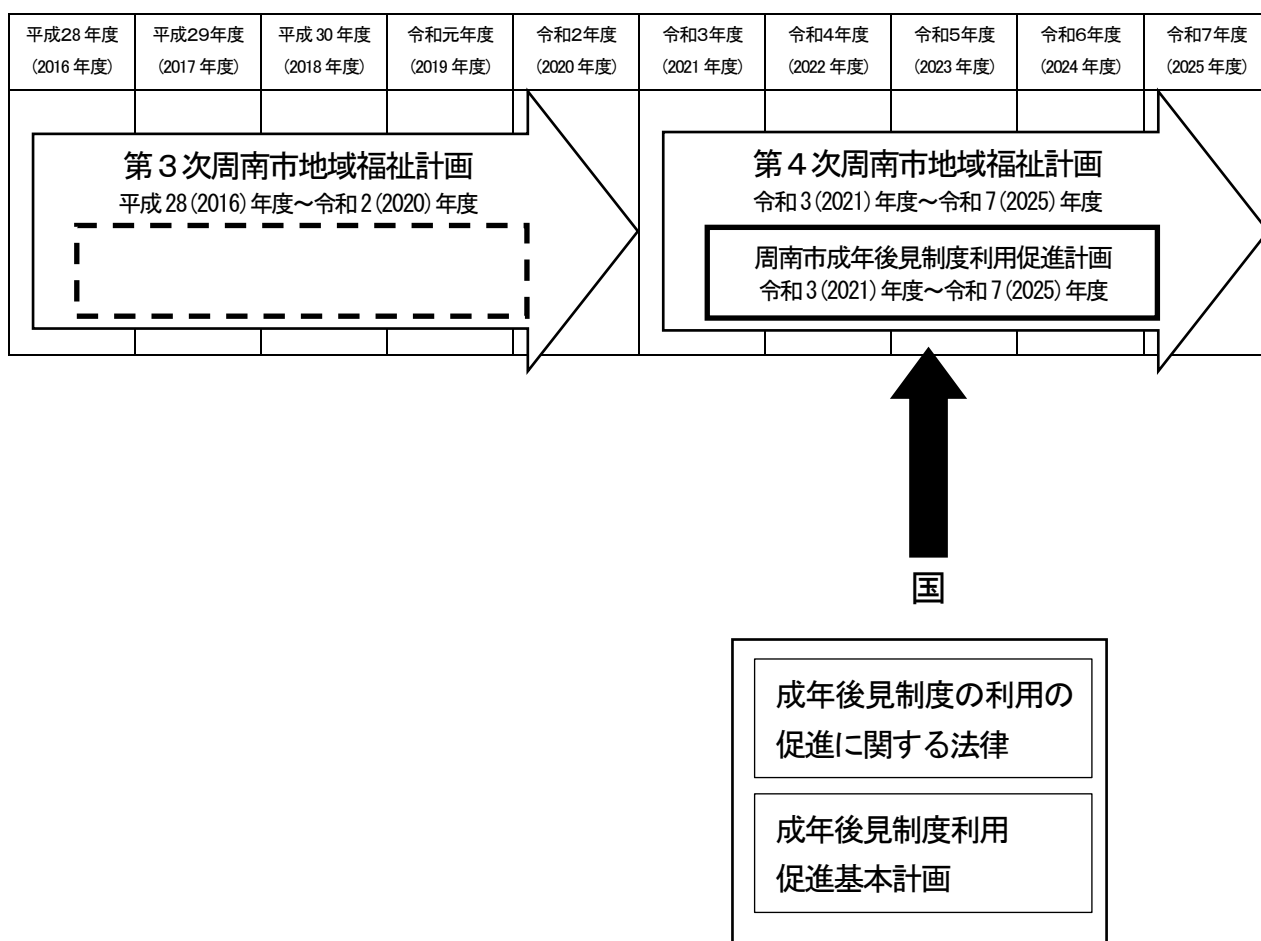 平成28年度 平成29年度 平成30年度 令和元年度 令和2年度 令和3年度 令和4年度 令和5年度 令和6年度 令和7年度
(2016年度) (2017年度) (2018年度) (2019年度) (2020年度) (2021年度) (2022年度) (2023年度) (2024年度) (2025年度)
第3次周南市地域福祉計画
平成28(2016)年度~令和2(2020)年度
第4次周南市地域福祉計画
令和3(2021)年度~令和7(2025)年度
周南市成年後見制度利用促進計画
令和3(2021)年度~令和7(2025)年度
国
成年後見制度の利用の
促進に関する法律
成年後見制度利用
促進基本計画